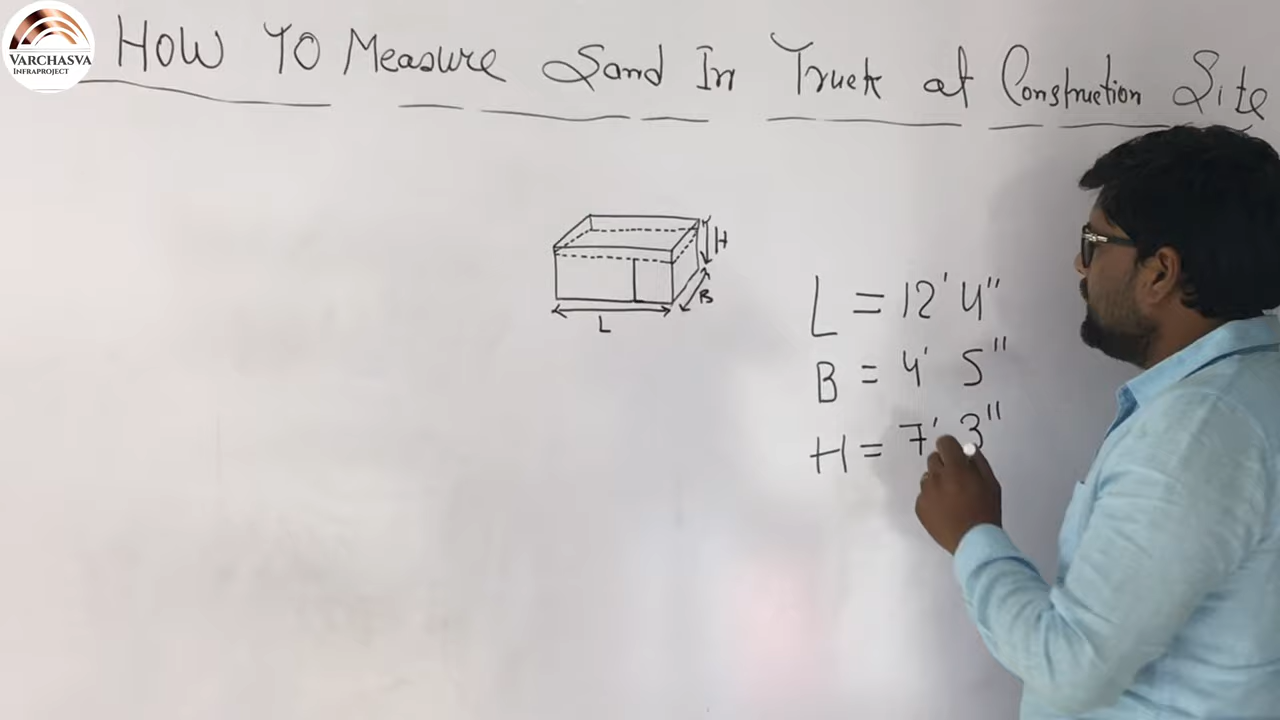 VARCHASVA
INFRAPROJECT
HOW TO Measure Sand In Truck at Construction Site
H
B
L
L = 12' 4"
B = 4' 5"
H = 7' 3"